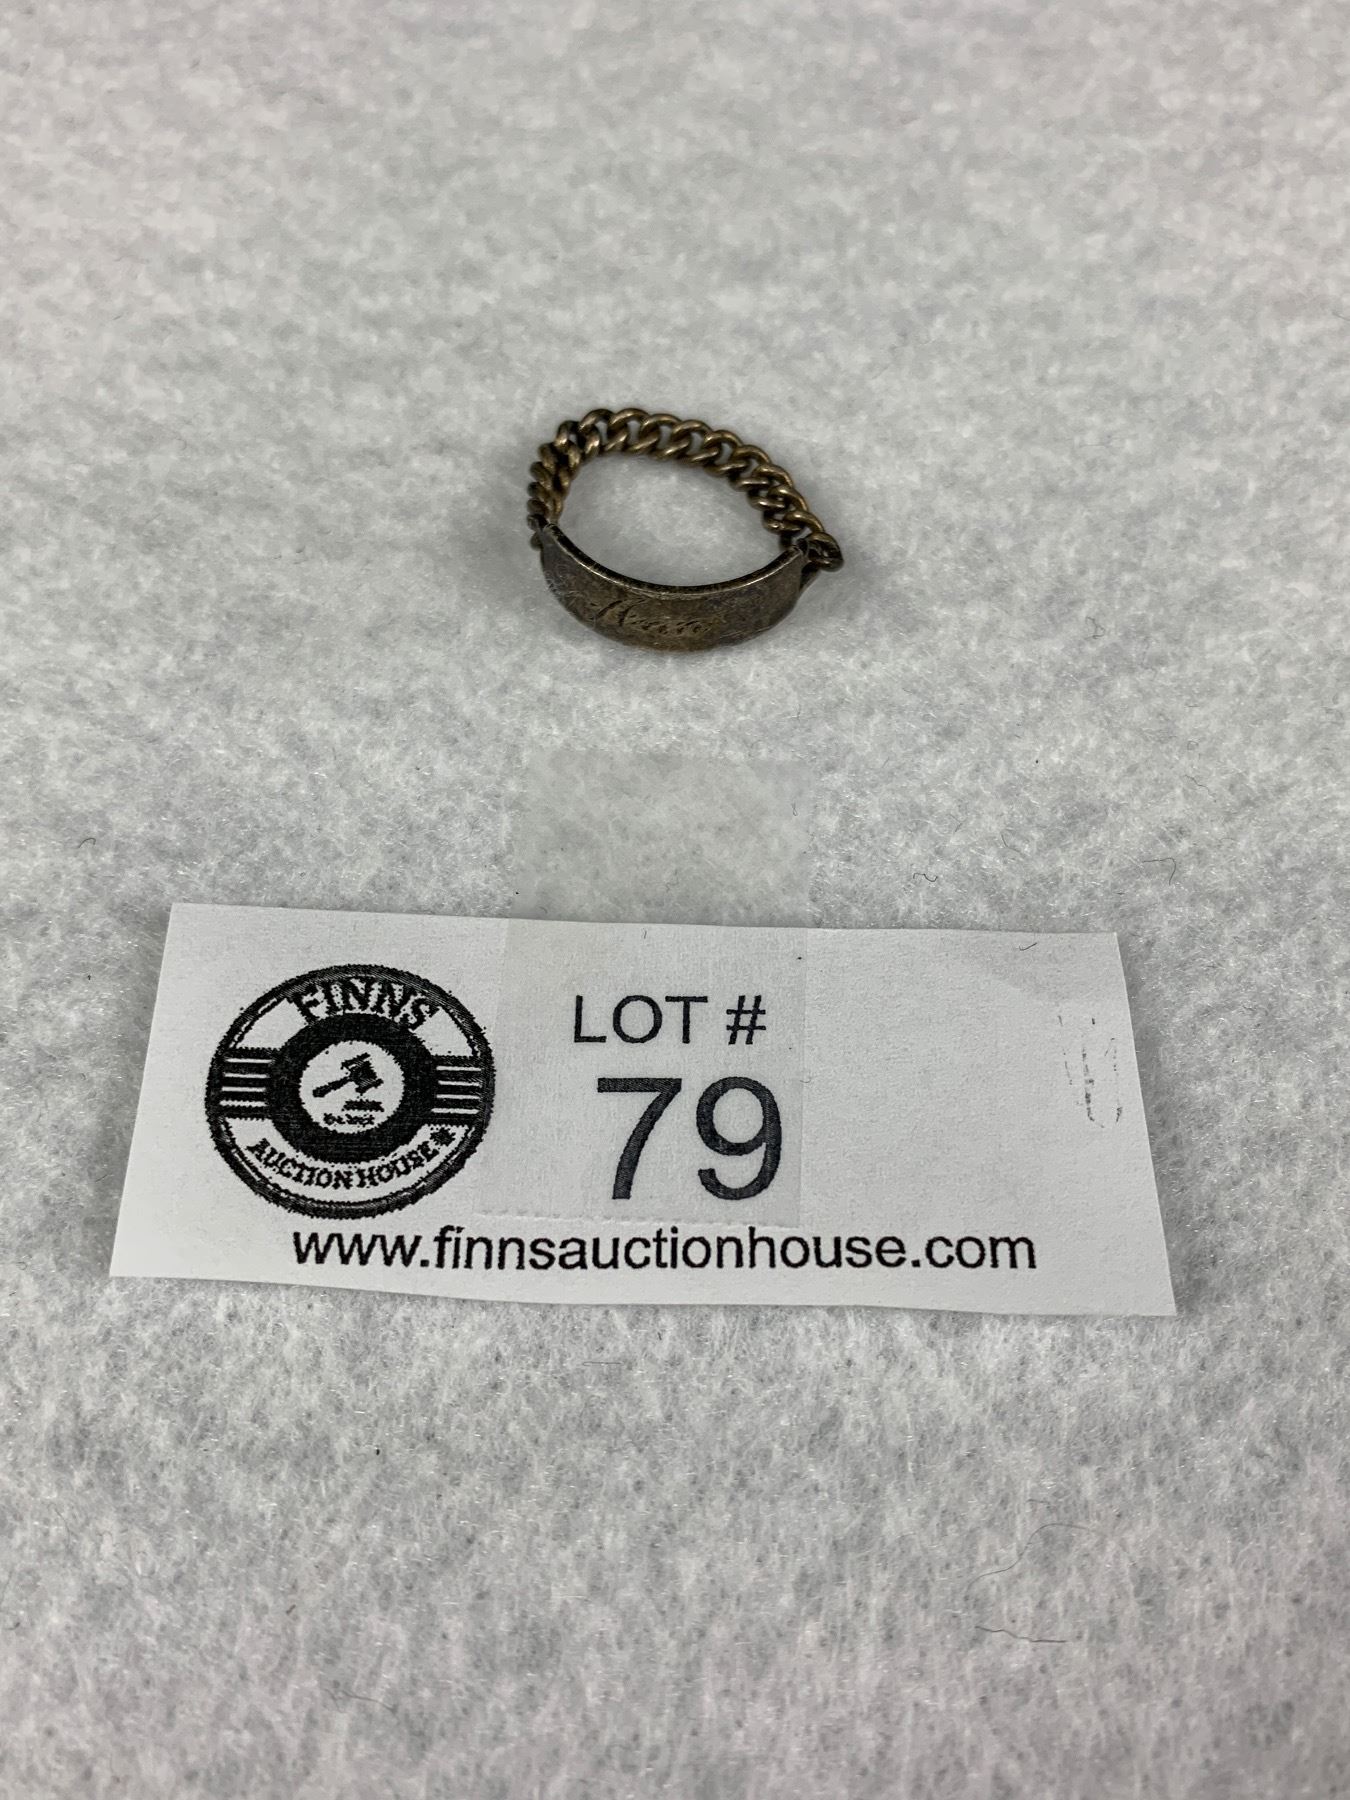 FINNS
AUCTION HOUSE
LOT #
79
www.finnsauctionhouse.com